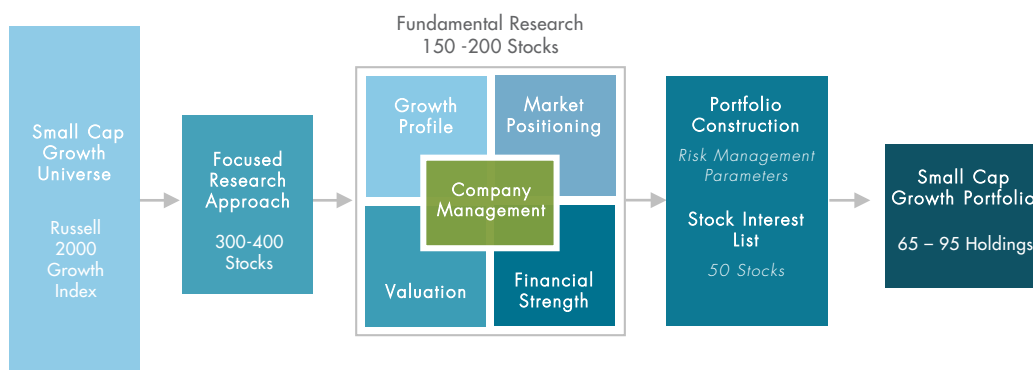 Small Cap
Growth
Universe
Russell
2000
Growth
Index
Focused
Research
Approach
300-400
Stocks
Fundamental Research
150 -200 Stocks
Growth
Profile
Market
Positioning
Company
Management
Valuation
Financial
Strength
Portfolio
Construction
Risk Management
Parameters
Stock Interest
List
50 Stocks
Small Cap
Growth Portfolio
65 – 95 Holdings